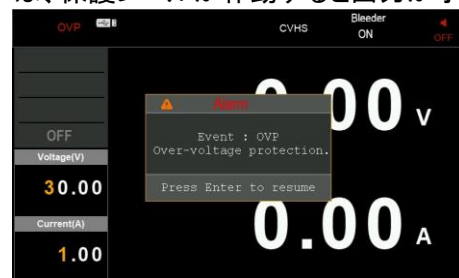 OVP
CVHS
Bleeder
ON
OFF
0.00 V
Alarm
Event : OVP
Over-voltage protection.
Press Enter to resume
OFF
Voltage(V)
30.00
Current(A)
1.00
0.00 A